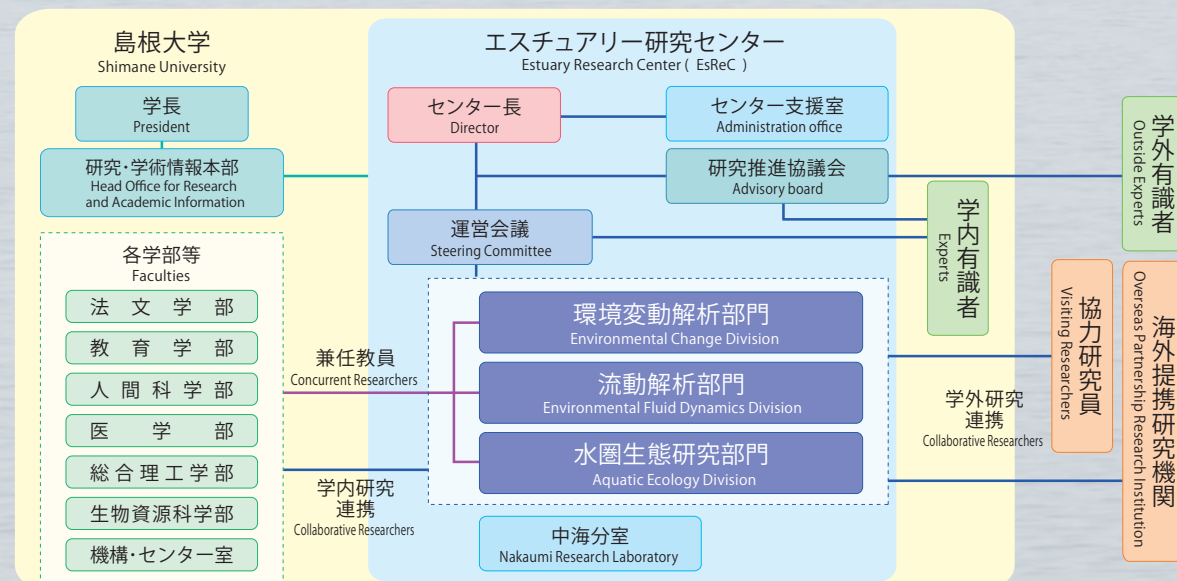 島根大学
Shimane University
学長
President
研究・学術情報本部
Head Office for Research
and Academic Information
各学部等
Faculties
法文学部
教育学部
人間科学部
医学部
総合理工学部
生物資源科学部
機構・センター室
エスチュアリー研究センター
Estuary Research Center ( EsReC )
センター長
Director
センター支援室
Administration office
研究推進協議会
Advisory board
運営会議
Steering Committee
環境変動解析部門
Environmental Change Division
流動解析部門
Environmental Fluid Dynamics Division
水圏生態研究部門
Aquatic Ecology Division
中海分室
Nakaumi Research Laboratory
兼任教員
Concurrent Researchers
学内研究
連携
Collaborative Researchers
学内有識者
Experts
学外有識者
Outside Experts
学外研究
連携
Collaborative Researchers
協力研究員
Visiting Researchers
海外提携研究機関
Overseas Partnership Research Institution